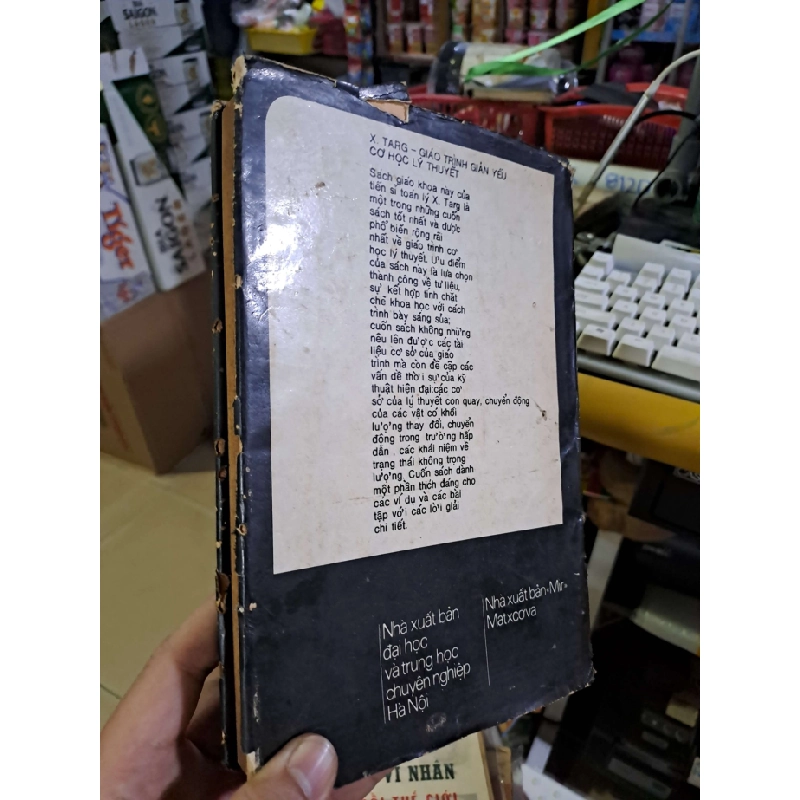 X. TARG – GIÁO TRÌNH GIẢN YẾU
CƠ HỌC LÝ THUYẾT
Sách giáo khoa này của
tiến sĩ toán lý X. Targ là
một trong những cuốn
sách tốt nhất và được
phổ biến rộng rãi
nhất về giáo trình cơ
học lý thuyết. Ưu điểm
của sách này là lựa chọn
thành công về tư liệu,
sự kết hợp tính chất
chẽ khoa học với cách
trình bày sáng sủa;
cuốn sách không những
nêu lên được các tài
liệu cơ sở của giáo
trình mà còn đề cập các
vấn đề thời sự của kỹ
thuật hiện đại:các cơ
sở của lý thuyết con quay, chuyển động
của các vật có khối
lượng thay đổi, chuyển
động trong trường hấp
dẫn , các khái niệm về
trạng thái không trọng
lượng. Cuốn sách dành
một phần thích đáng cho
các ví dụ và các bài
tập với các lời giải
chi tiết.
Nhà xuất bản
đại học
và trung học
chuyên nghiệp
Hà Nội
Nhà xuất bản «Mir»
Matxcơva
VĨ NHÂN
THẾ GIỚI
SAIGON
Tiger
SAIGON